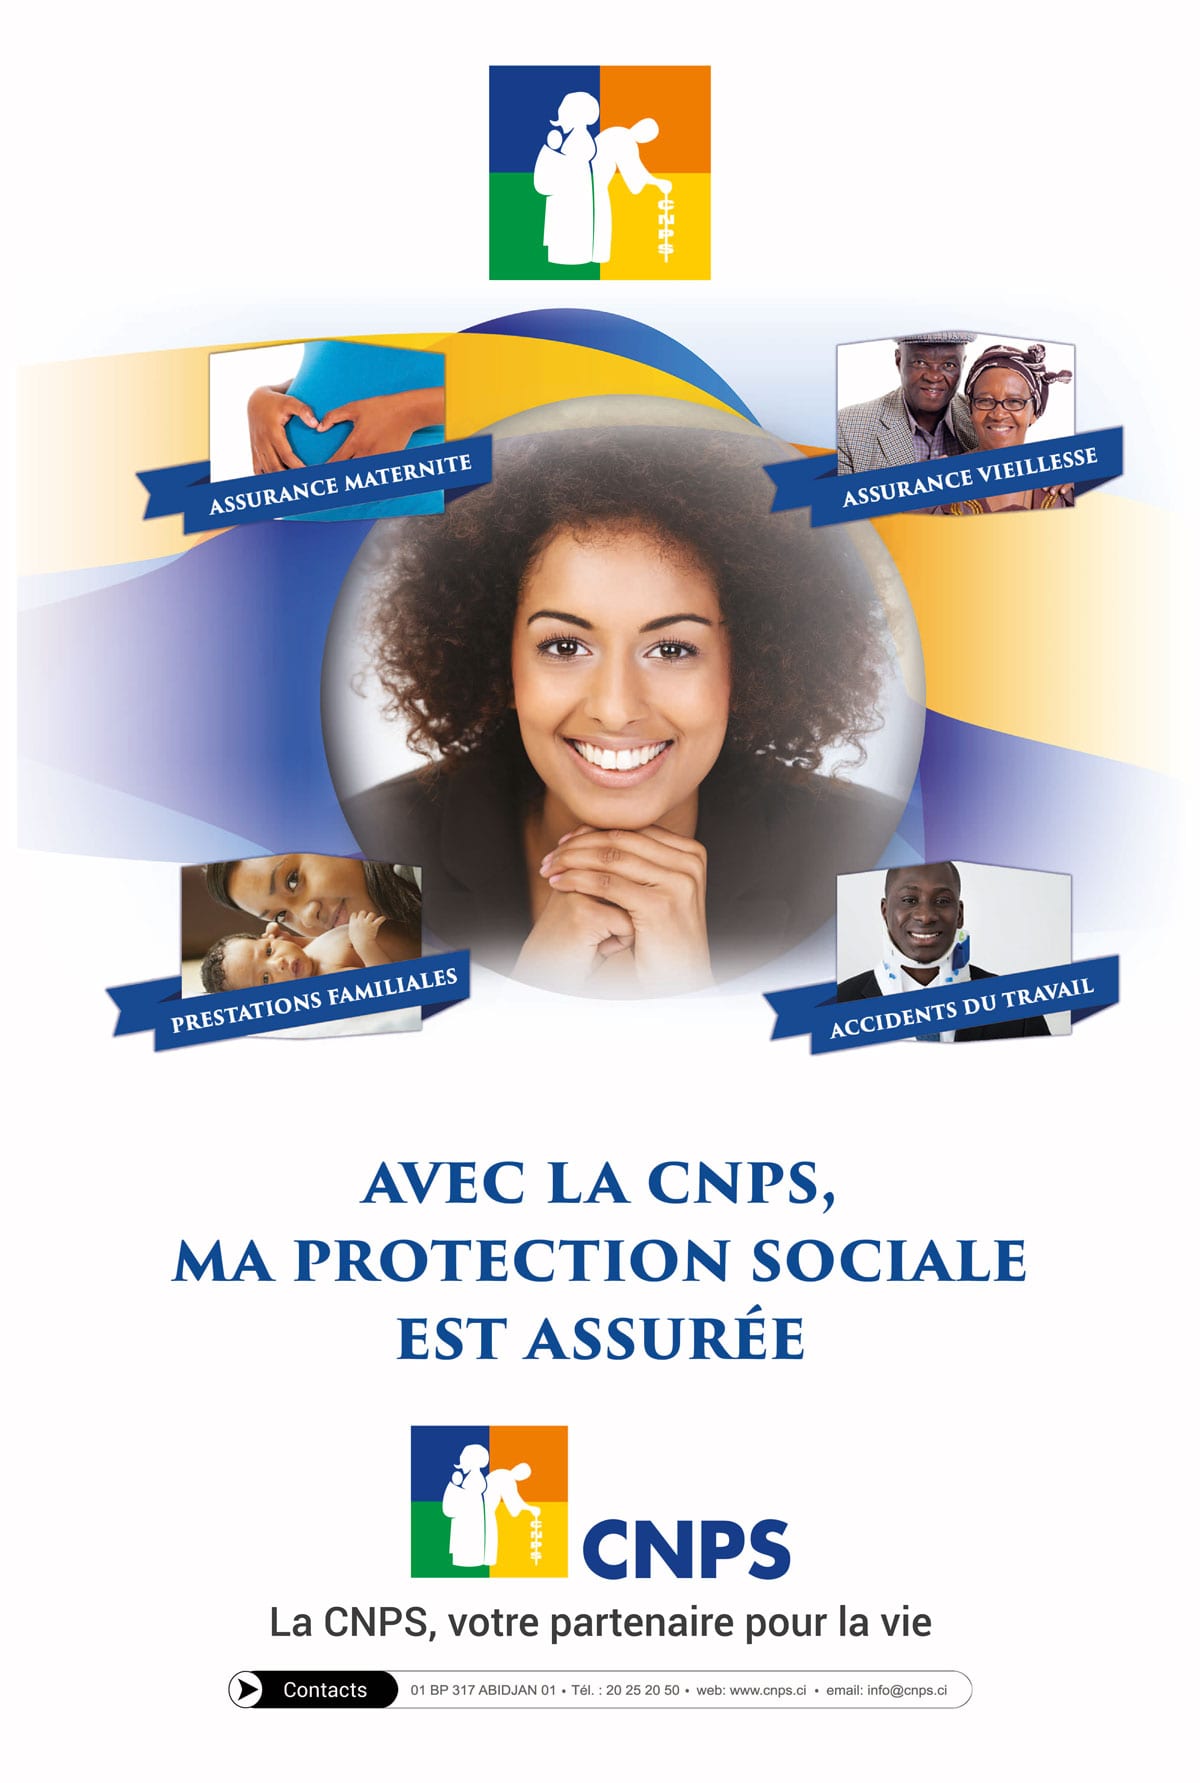 CNPS
ASSURANCE MATERNITE
ASSURANCE VIEILLESSE
PRESTATIONS FAMILIALES
ACCIDENTS DU TRAVAIL
AVEC LA CNPS,
MA PROTECTION SOCIALE
EST ASSURÉE
CNPS
CNPS
La CNPS, votre partenaire pour la vie
Contacts 01 BP 317 ABIDJAN 01 • Tél. : 20 25 20 50 • web: www.cnps.ci • email: info@cnps.ci